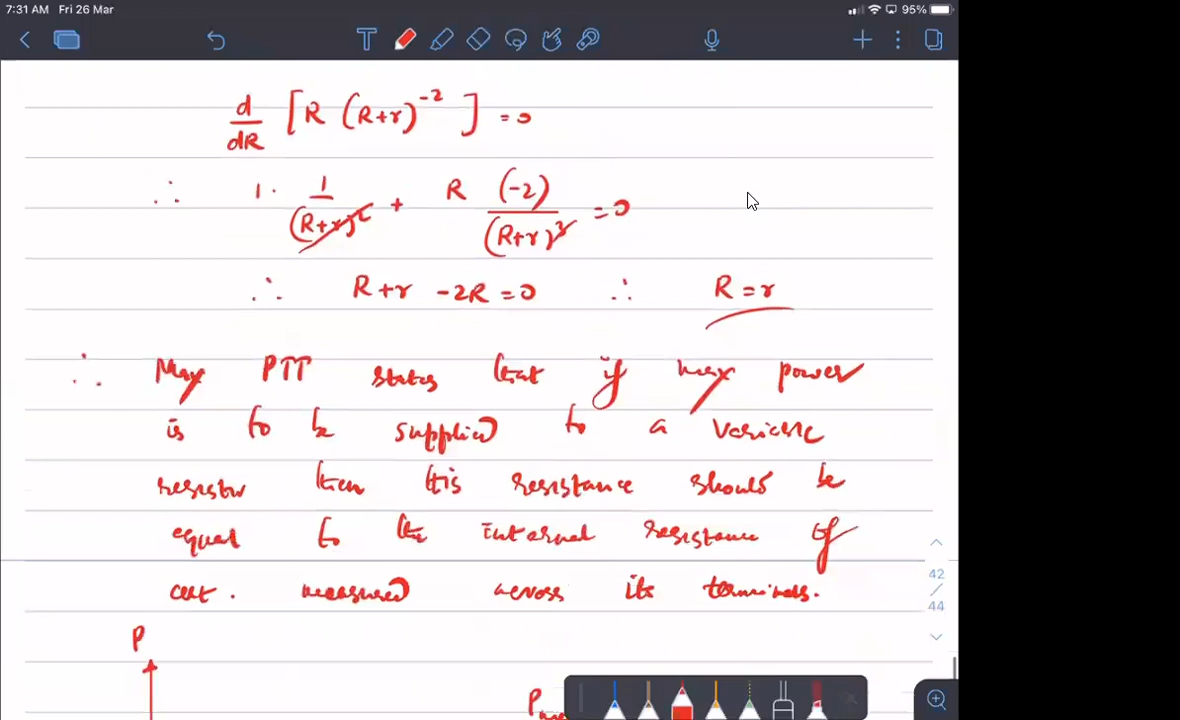 7:31 AM Fri 26 Mar 95%
d/dR [R (R+r)^-2] = 0
∴ 1 · 1/(R+r)^2 + R (-2)/(R+r)^3 = 0
∴ R+r -2R = 0 ∴ R = r
∴ Max PTT states that if max power
is to be supplied to a variable
resistor then this resistance should be
equal to the internal resistance of
cct. measured across its terminals.
42
/
44
P